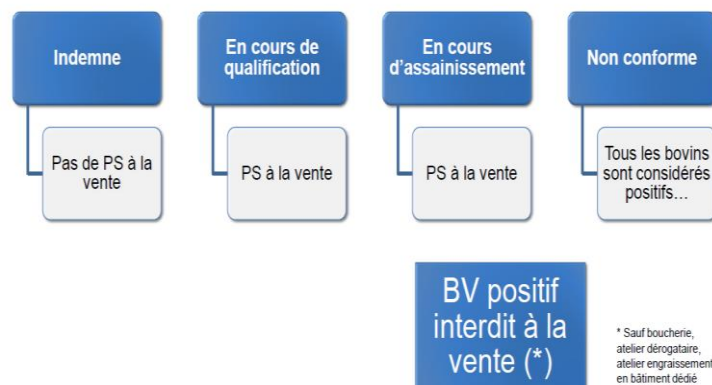 Indemne
Pas de PS à la
vente
En cours de
qualification
PS à la vente
En cours
d'assainissement
PS à la vente
Non conforme
Tous les bovins
sont considérés
positifs…
BV positif
interdit à la
vente (*)
* Sauf boucherie,
atelier dérogataire,
atelier engraissement
en bâtiment dédié